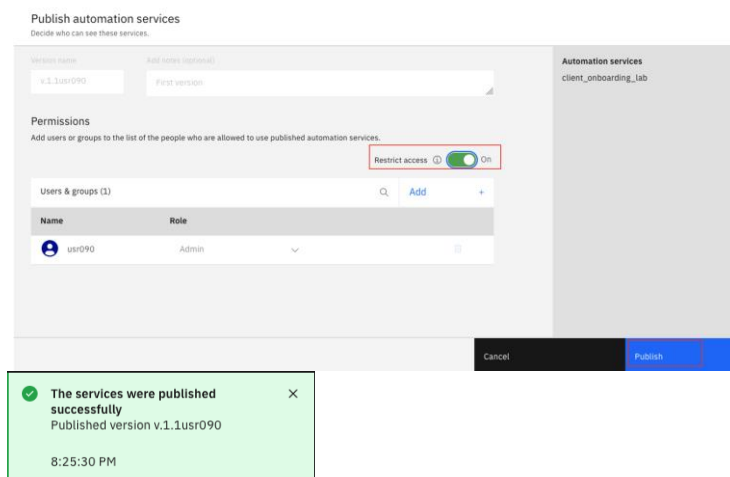 Publish automation services
Decide who can see these services.
Version name
Add notes (optional)
v.1.1usr090
First version
Automation services
client_onboarding_lab
Permissions
Add users or groups to the list of the people who are allowed to use published automation services.
Restrict access On
Users & groups (1)
Add +
Name Role
usr090 Admin
Cancel Publish
The services were published
successfully
Published version v.1.1usr090
8:25:30 PM